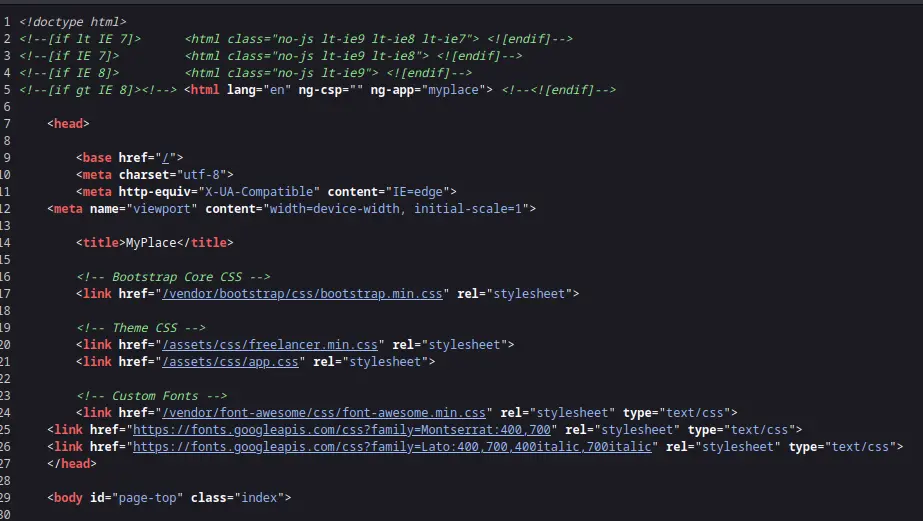 1 <!doctype html>
2 <!--[if lt IE 7]>      <html class="no-js lt-ie9 lt-ie8 lt-ie7"> <![endif]-->
3 <!--[if IE 7]>         <html class="no-js lt-ie9 lt-ie8"> <![endif]-->
4 <!--[if IE 8]>         <html class="no-js lt-ie9"> <![endif]-->
5 <!--[if gt IE 8]><!--> <html lang="en" ng-csp="" ng-app="myplace"> <!--<![endif]-->
6
7     <head>
8
9         <base href="/">
10         <meta charset="utf-8">
11         <meta http-equiv="X-UA-Compatible" content="IE=edge">
12     <meta name="viewport" content="width=device-width, initial-scale=1">
13
14         <title>MyPlace</title>
15
16         <!-- Bootstrap Core CSS -->
17         <link href="/vendor/bootstrap/css/bootstrap.min.css" rel="stylesheet">
18
19         <!-- Theme CSS -->
20         <link href="/assets/css/freelancer.min.css" rel="stylesheet">
21         <link href="/assets/css/app.css" rel="stylesheet">
22
23         <!-- Custom Fonts -->
24         <link href="/vendor/font-awesome/css/font-awesome.min.css" rel="stylesheet" type="text/css">
25     <link href="https://fonts.googleapis.com/css?family=Montserrat:400,700" rel="stylesheet" type="text/css">
26     <link href="https://fonts.googleapis.com/css?family=Lato:400,700,400italic,700italic" rel="stylesheet" type="text/css">
27     </head>
28
29     <body id="page-top" class="index">
30